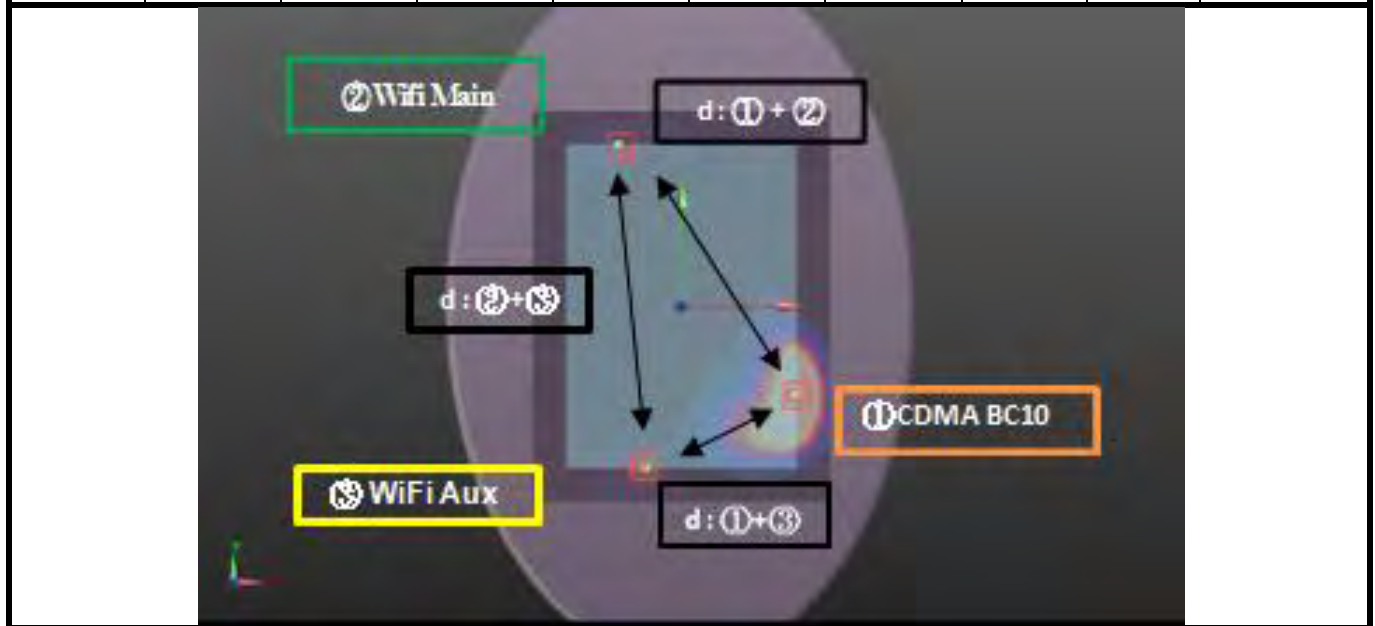 ②Wifi Main
d : ① + ②
d : ②+③
①CDMA BC10
③ WiFi Aux
d : ①+③